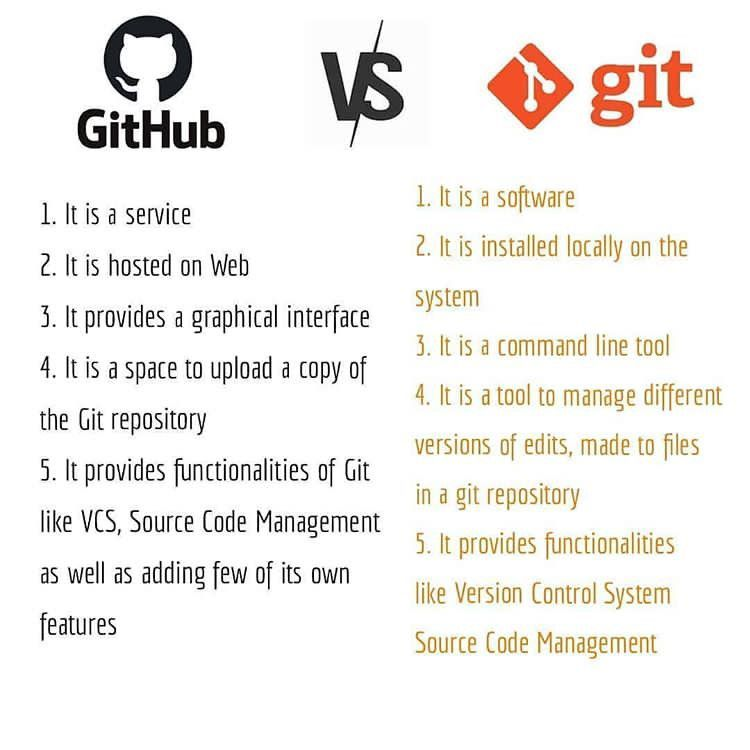 GitHub
VS
git
1. It is a service
2. It is hosted on Web
3. It provides a graphical interface
4. It is a space to upload a copy of
the Git repository
5. It provides functionalities of Git
like VCS, Source Code Management
as well as adding few of its own
features
1. It is a software
2. It is installed locally on the
system
3. It is a command line tool
4. It is a tool to manage different
versions of edits, made to files
in a git repository
5. It provides functionalities
like Version Control System
Source Code Management